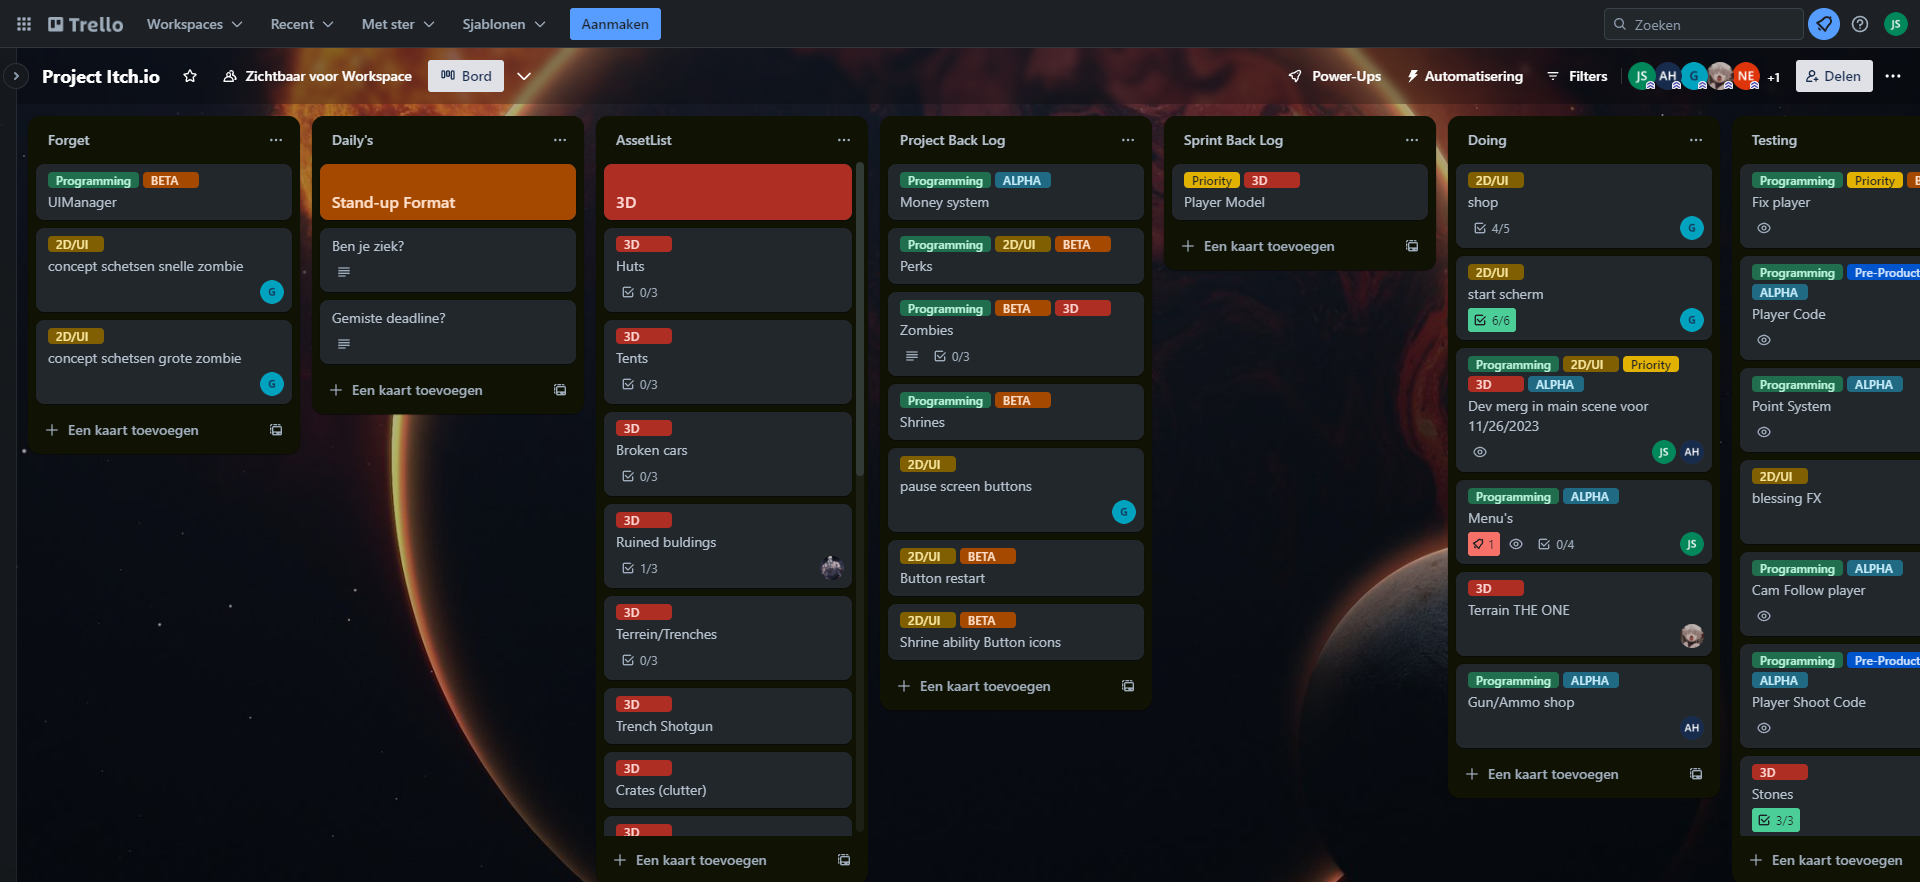 Trello
Workspaces
Recent
Met ster
Sjablonen
Aanmaken
Zoeken
JS
Project Itch.io
Zichtbaar voor Workspace
Bord
Power-Ups
Automatisering
Filters
JS AH G NE +1
Delen
Forget
Programming BETA
UIManager
2D/UI
concept schetsen snelle zombie
G
2D/UI
concept schetsen grote zombie
G
Een kaart toevoegen
Daily's
Stand-up Format
Ben je ziek?
Gemiste deadline?
Een kaart toevoegen
AssetList
3D
3D
Huts
0/3
3D
Tents
0/3
3D
Broken cars
0/3
3D
Ruined buldings
1/3
3D
Terrein/Trenches
0/3
3D
Trench Shotgun
3D
Crates (clutter)
3D
Een kaart toevoegen
Project Back Log
Programming ALPHA
Money system
Programming 2D/UI BETA
Perks
Programming BETA 3D
Zombies
0/3
Programming BETA
Shrines
2D/UI
pause screen buttons
G
2D/UI BETA
Button restart
2D/UI BETA
Shrine ability Button icons
Een kaart toevoegen
Sprint Back Log
Priority 3D
Player Model
Een kaart toevoegen
Doing
2D/UI
shop
4/5
G
2D/UI
start scherm
6/6
G
Programming 2D/UI Priority
3D ALPHA
Dev merg in main scene voor
11/26/2023
JS AH
Programming ALPHA
Menu's
1 0/4
JS
3D
Terrain THE ONE
Programming ALPHA
Gun/Ammo shop
AH
Een kaart toevoegen
Testing
Programming Priority B
Fix player
Programming Pre-Product
ALPHA
Player Code
Programming ALPHA
Point System
2D/UI
blessing FX
Programming ALPHA
Cam Follow player
Programming Pre-Product
ALPHA
Player Shoot Code
3D
Stones
3/3
Een kaart toevoegen